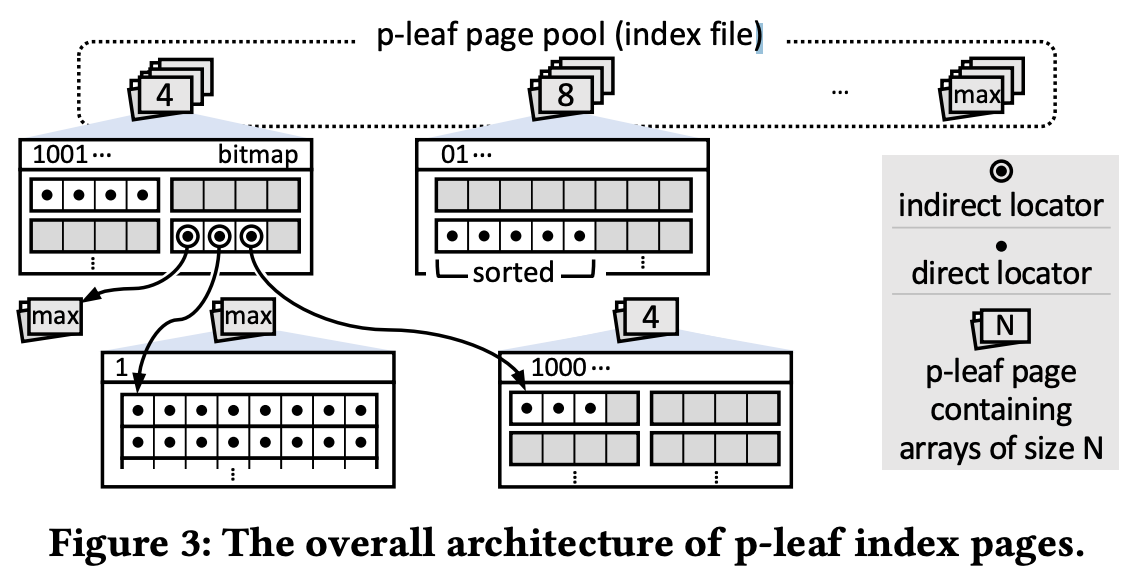 p-leaf page pool (index file)
4
8
...
max
1001... bitmap
01...
sorted
max
max
4
1
1000...
indirect locator
direct locator
N
p-leaf page
containing
arrays of size N
Figure 3: The overall architecture of p-leaf index pages.